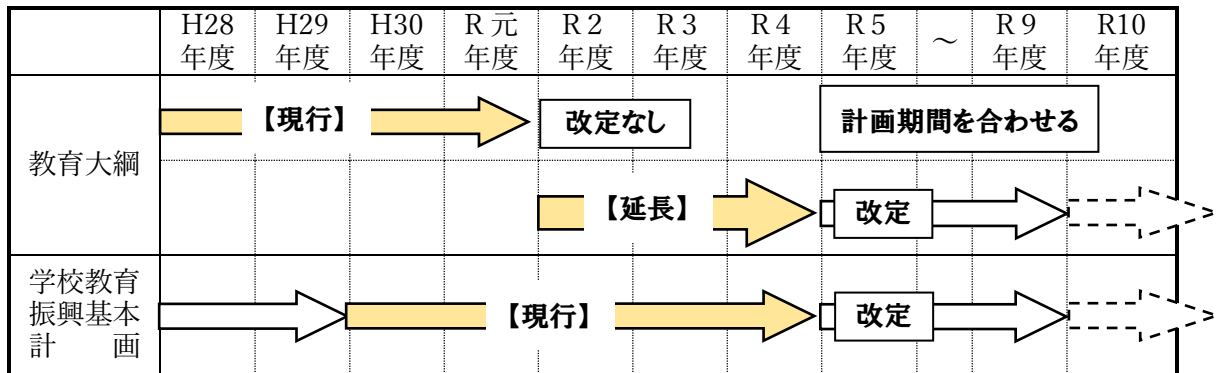 H28 H29 H30 R元 R2 R3 R4 R5 ～ R9 R10
年度 年度 年度 年度 年度 年度 年度 年度 年度 年度
教育大綱
【現行】 改定なし 計画期間を合わせる
【延長】 改定
学校教育
振興基本
計　画
【現行】 改定